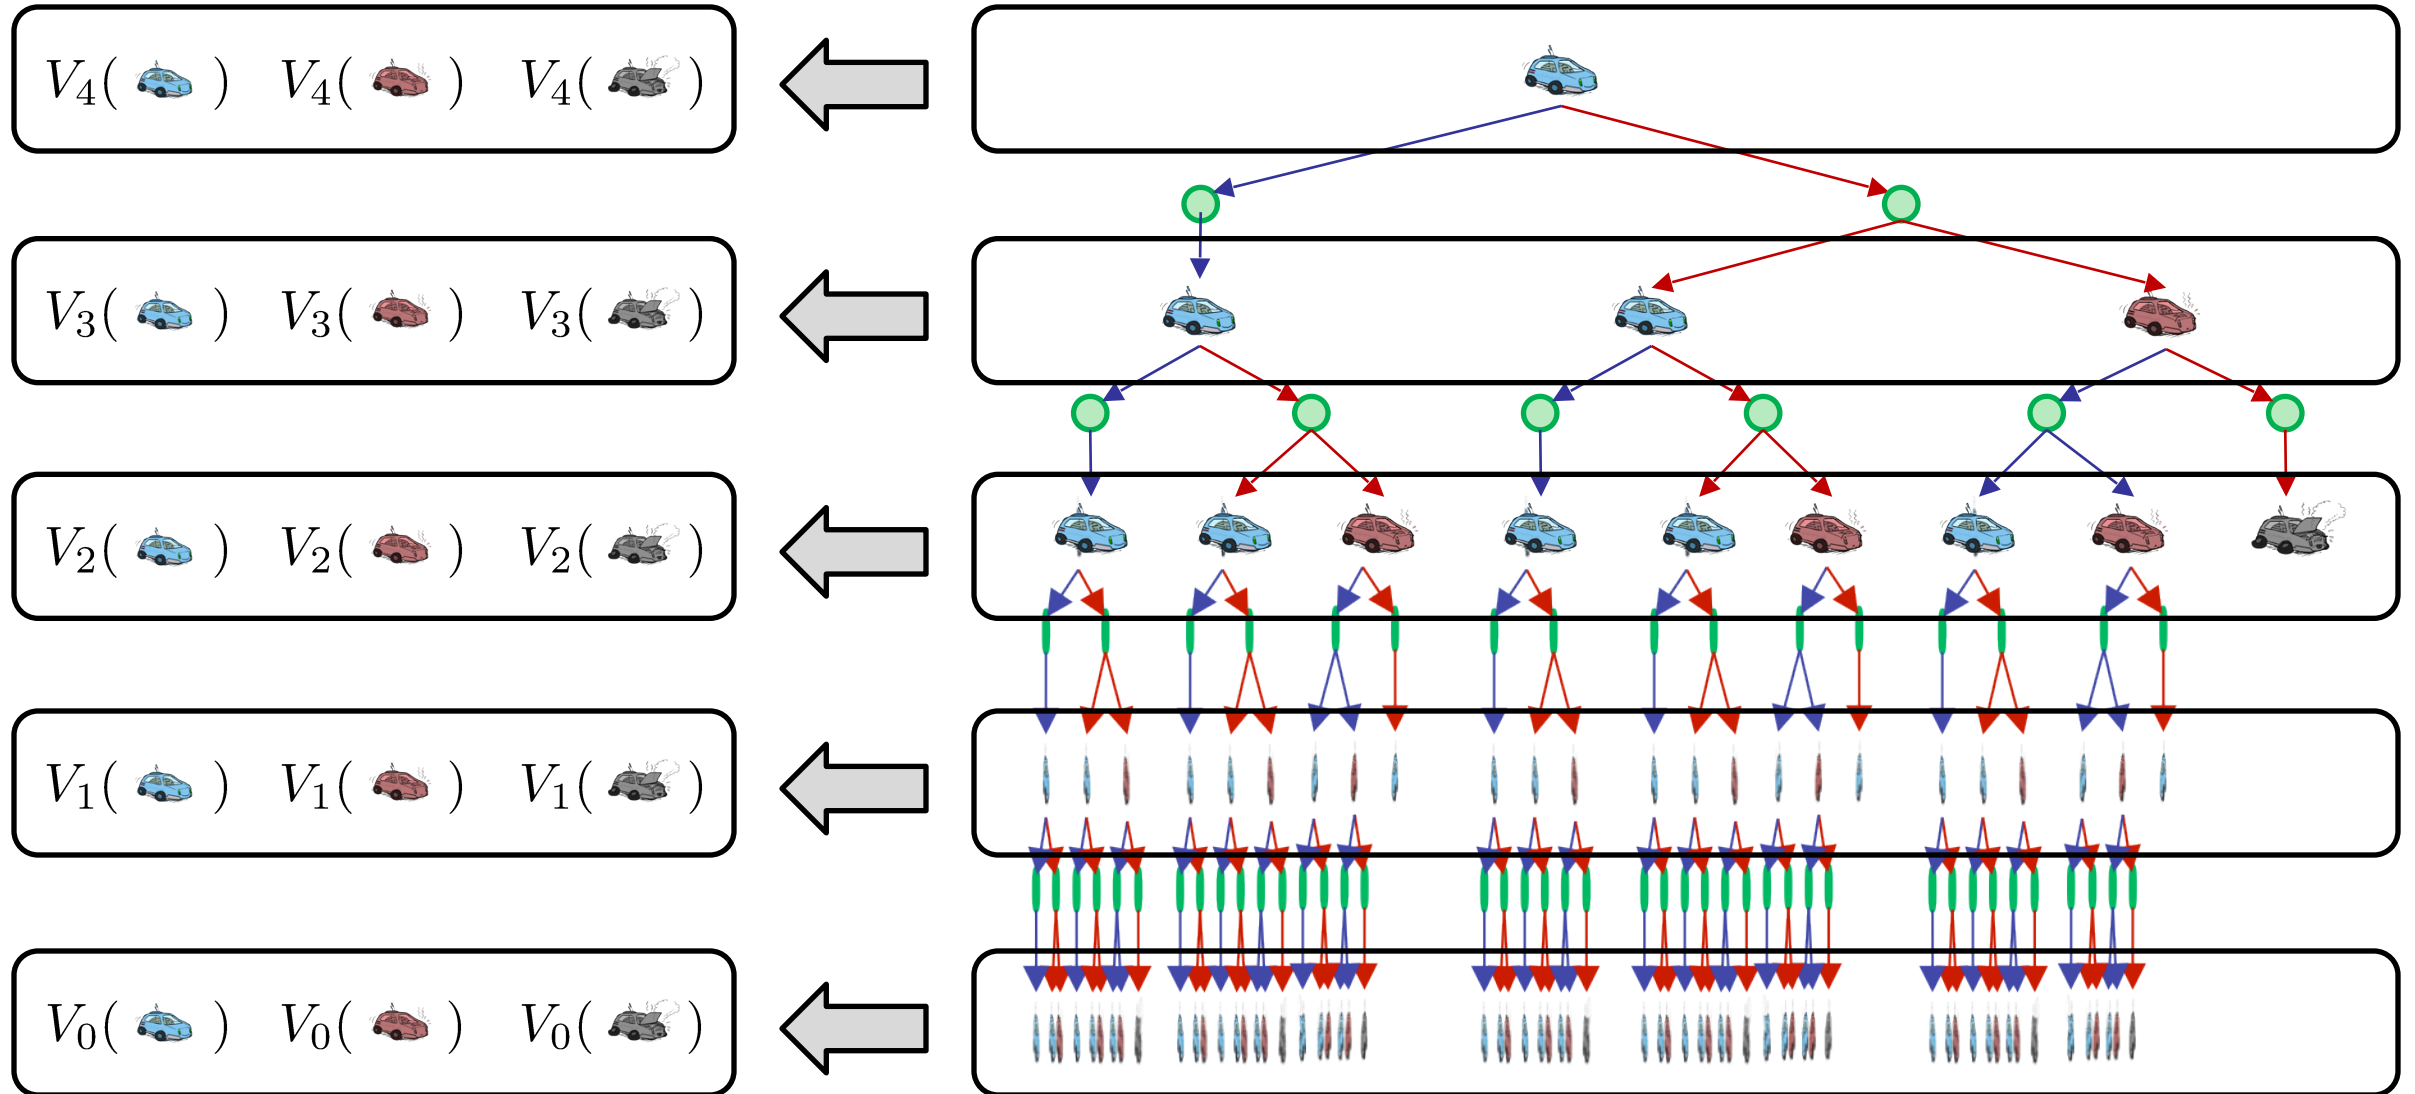 V₄( ) V₄( ) V₄( )
V₃( ) V₃( ) V₃( )
V₂( ) V₂( ) V₂( )
V₁( ) V₁( ) V₁( )
V₀( ) V₀( ) V₀( )